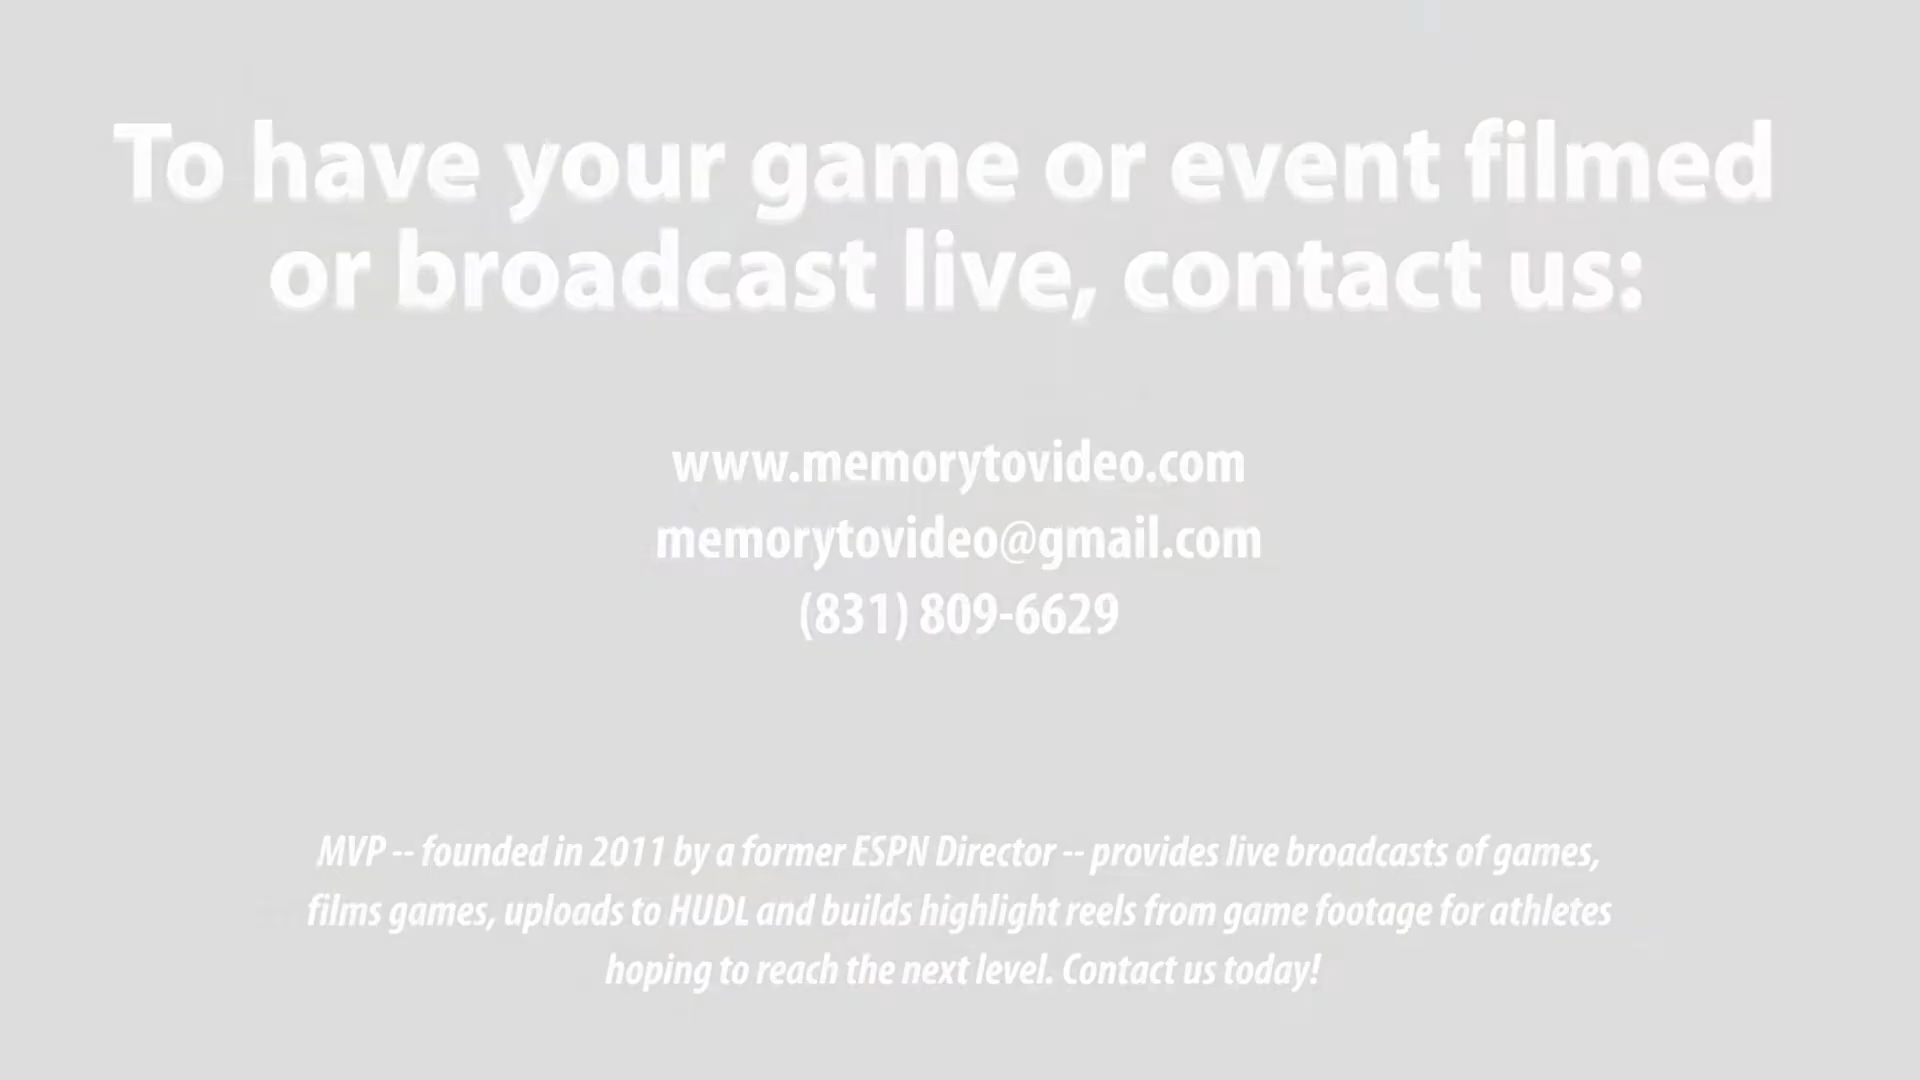 To have your game or event filmed
or broadcast live, contact us:
www.memorytovideo.com
memorytovideo@gmail.com
(831) 809-6629
MVP -- founded in 2011 by a former ESPN Director -- provides live broadcasts of games,
films games, uploads to HUDL and builds highlight reels from game footage for athletes
hoping to reach the next level. Contact us today!